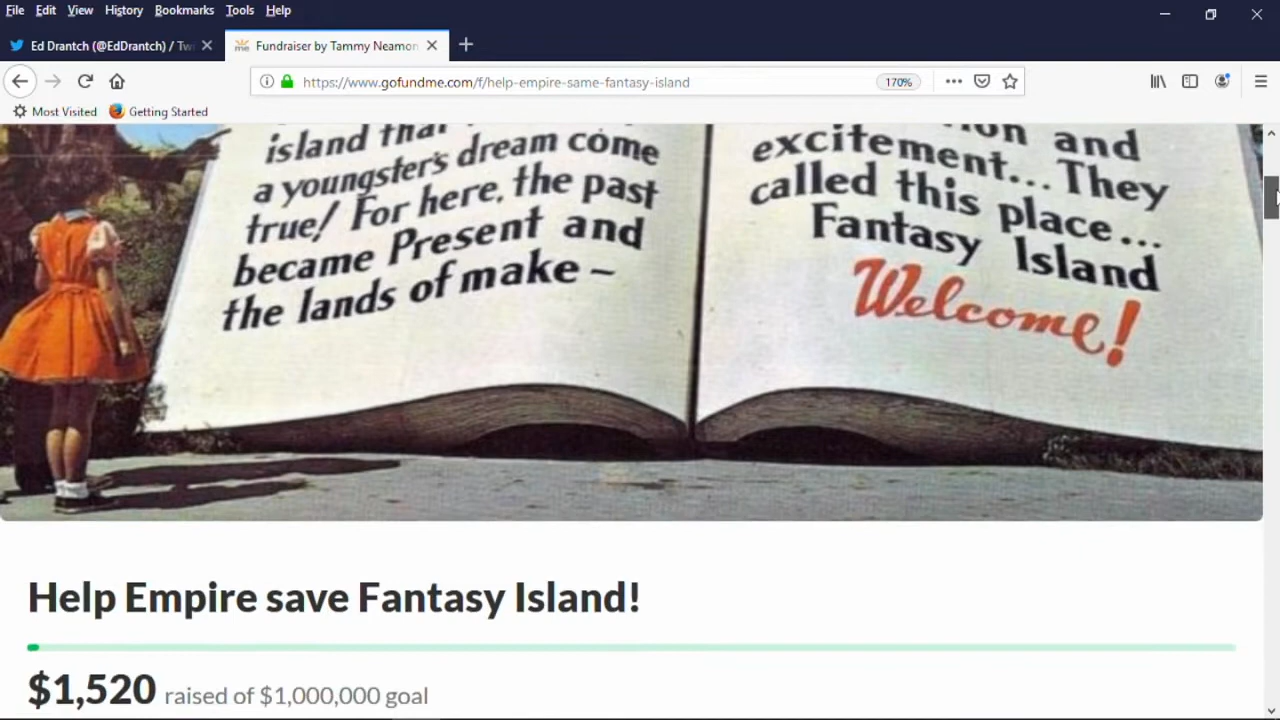 File Edit View History Bookmarks Tools Help
Ed Drantch (@EdDrantch) / Tw
Fundraiser by Tammy Neamon
https://www.gofundme.com/f/help-empire-same-fantasy-island
170%
Most Visited Getting Started
island that
a youngster's dream come
true! For here, the past
became Present and
the lands of make –
and
excitement... They
called this place...
Fantasy Island
Welcome!
Help Empire save Fantasy Island!
$1,520 raised of $1,000,000 goal